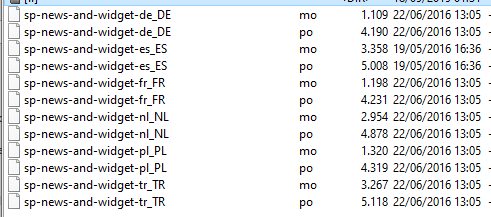 sp-news-and-widget-de_DE mo 1.109 22/06/2016 13:05 -
sp-news-and-widget-de_DE po 4.190 22/06/2016 13:05 -
sp-news-and-widget-es_ES mo 3.358 19/05/2016 16:36 -
sp-news-and-widget-es_ES po 5.008 19/05/2016 16:36 -
sp-news-and-widget-fr_FR mo 1.198 22/06/2016 13:05 -
sp-news-and-widget-fr_FR po 4.231 22/06/2016 13:05 -
sp-news-and-widget-nl_NL mo 2.954 22/06/2016 13:05 -
sp-news-and-widget-nl_NL po 4.878 22/06/2016 13:05 -
sp-news-and-widget-pl_PL mo 1.320 22/06/2016 13:05 -
sp-news-and-widget-pl_PL po 4.319 22/06/2016 13:05 -
sp-news-and-widget-tr_TR mo 3.267 22/06/2016 13:05 -
sp-news-and-widget-tr_TR po 5.118 22/06/2016 13:05 -